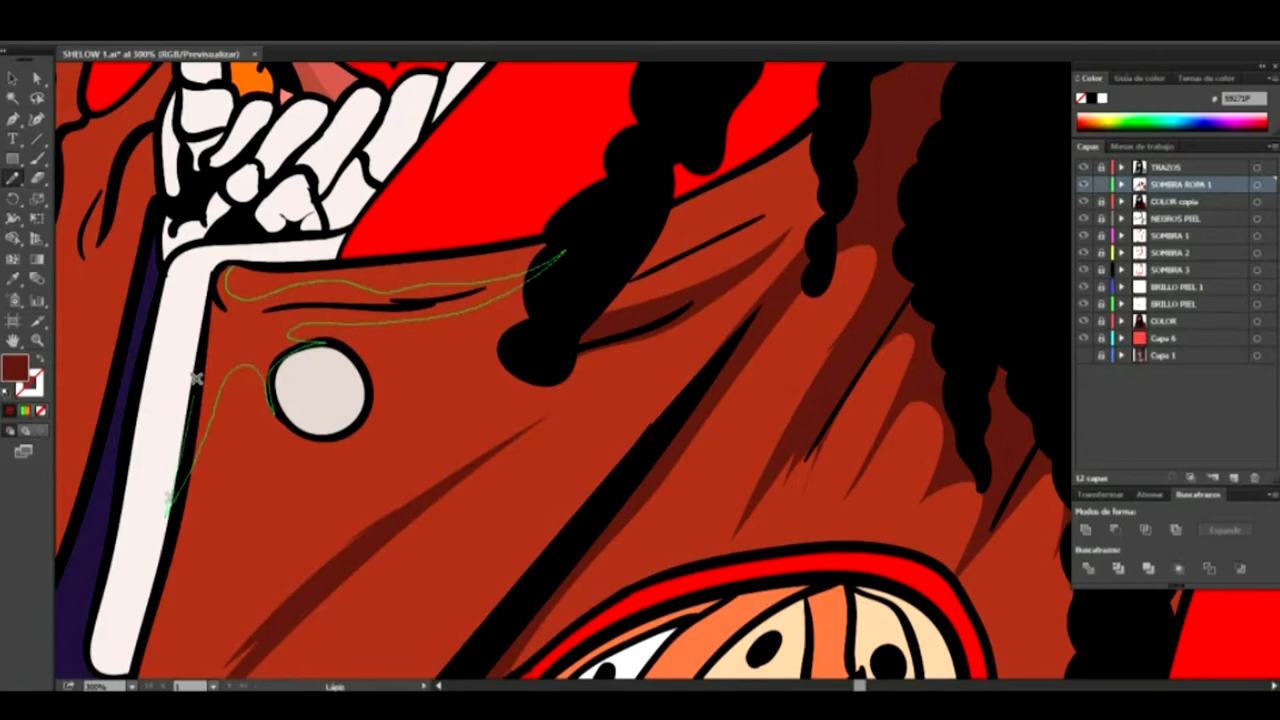 SHELOW 1.ai* al 300% (RGB/Previsualizar) ×
Color Guía de color Temas de color
#
Capas Mesas de trabajo
TRAZOS
SOMBRA ROPA 1
COLOR copia
NEGROS PIEL
SOMBRA 1
SOMBRA 2
SOMBRA 3
BRILLO PIEL 1
BRILLO PIEL
COLOR
Capa 6
Capa 1
12 capas
Transformar Alinear Buscatrazos
Modos de forma:
Expandir
Buscatrazos:
300% 1 Lápiz